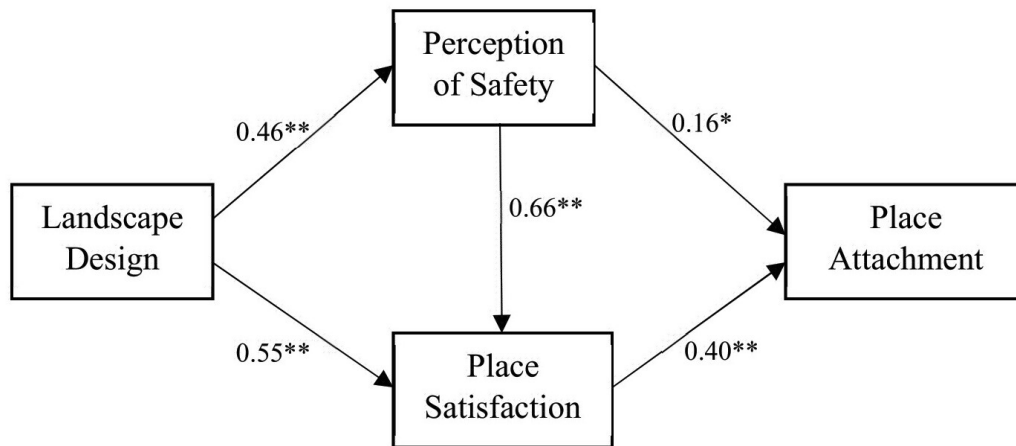 Perception
of Safety
0.46**
0.16*
Landscape
Design
0.66**
Place
Attachment
0.55**
Place
Satisfaction
0.40**